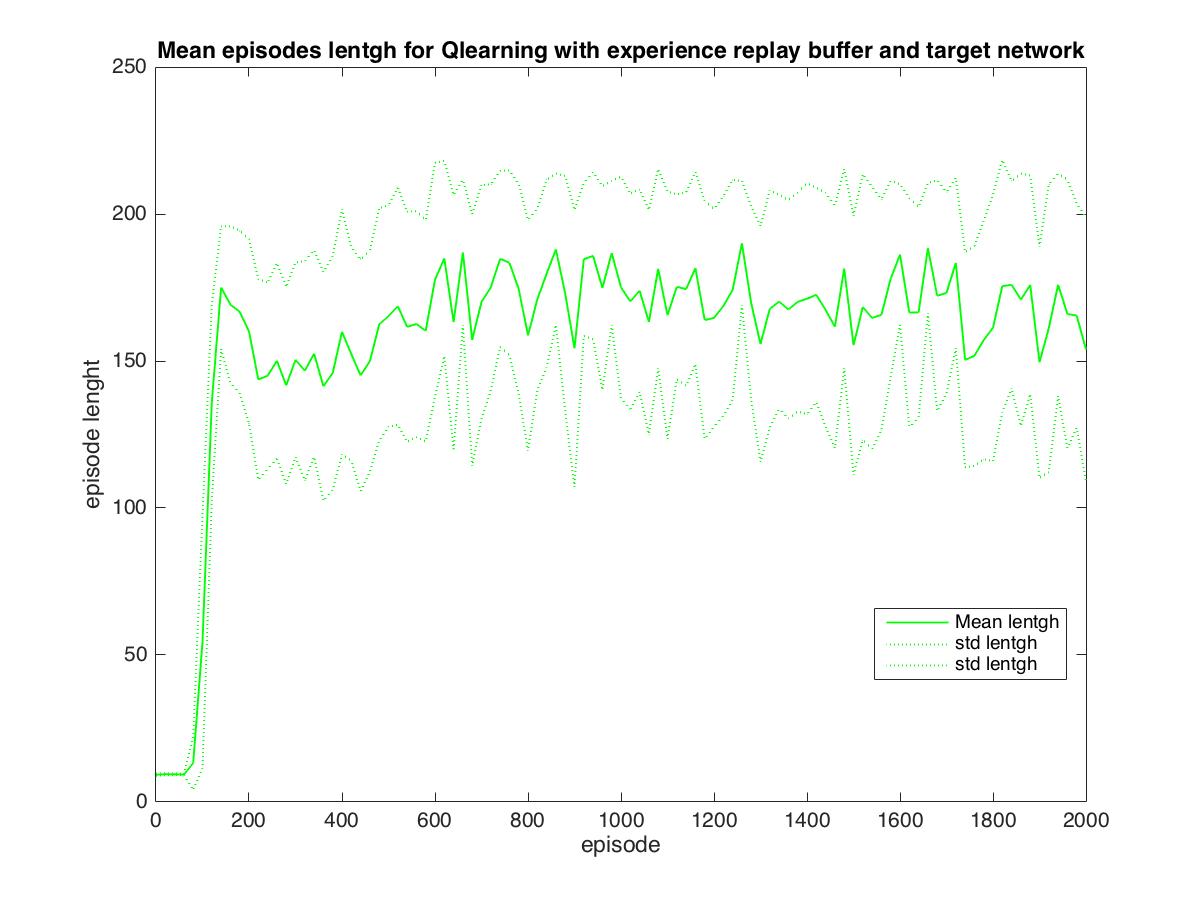 Mean episodes lentgh for Qlearning with experience replay buffer and target network
250
200
150
100
50
0
episode lenght
Mean lentgh
std lentgh
std lentgh
0 200 400 600 800 1000 1200 1400 1600 1800 2000
episode